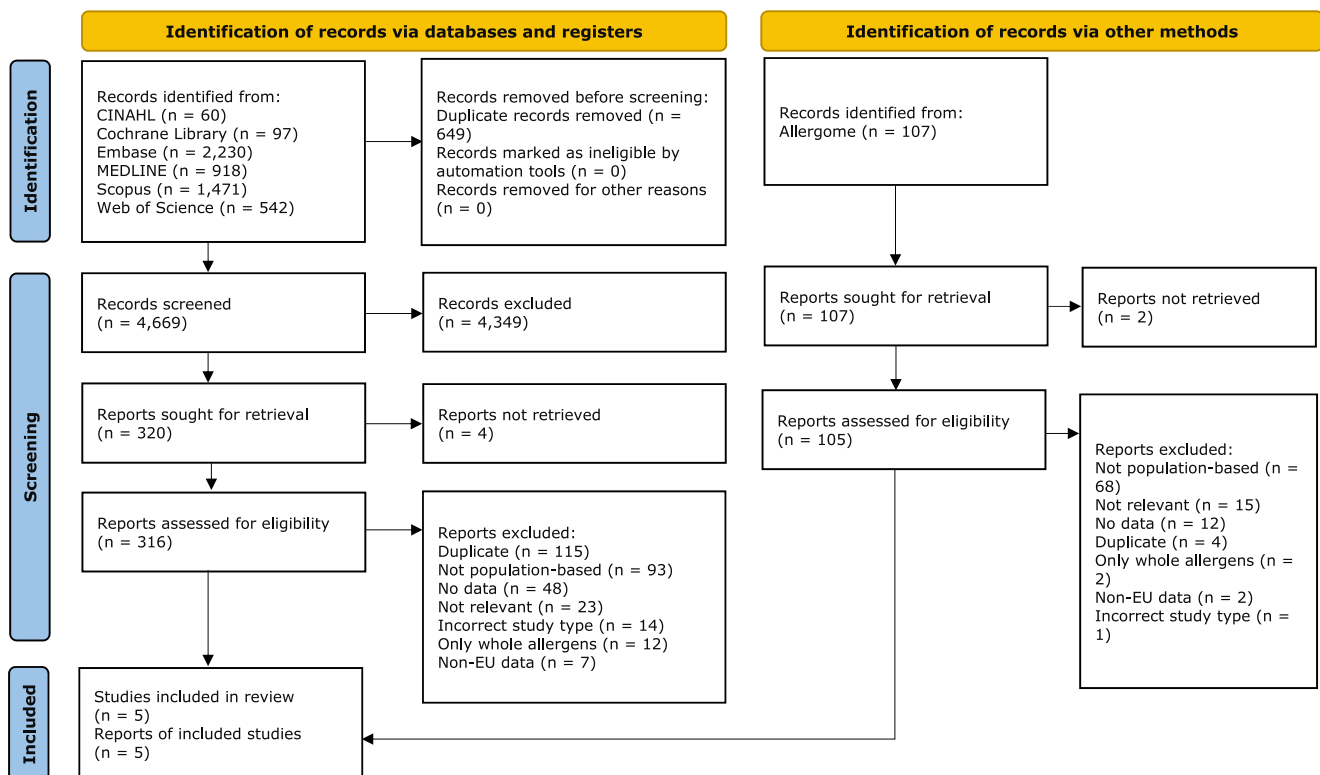 Identification of records via databases and registers
Identification of records via other methods
Identification
Records identified from:
CINAHL (n = 60)
Cochrane Library (n = 97)
Embase (n = 2,230)
MEDLINE (n = 918)
Scopus (n = 1,471)
Web of Science (n = 542)
Records removed before screening:
Duplicate records removed (n =
649)
Records marked as ineligible by
automation tools (n = 0)
Records removed for other reasons
(n = 0)
Records identified from:
Allergome (n = 107)
Screening
Records screened
(n = 4,669)
Records excluded
(n = 4,349)
Reports sought for retrieval
(n = 107)
Reports not retrieved
(n = 2)
Reports sought for retrieval
(n = 320)
Reports not retrieved
(n = 4)
Reports assessed for eligibility
(n = 105)
Reports excluded:
Not population-based (n =
68)
Not relevant (n = 15)
No data (n = 12)
Duplicate (n = 4)
Only whole allergens (n =
2)
Non-EU data (n = 2)
Incorrect study type (n =
1)
Reports assessed for eligibility
(n = 316)
Reports excluded:
Duplicate (n = 115)
Not population-based (n = 93)
No data (n = 48)
Not relevant (n = 23)
Incorrect study type (n = 14)
Only whole allergens (n = 12)
Non-EU data (n = 7)
Included
Studies included in review
(n = 5)
Reports of included studies
(n = 5)